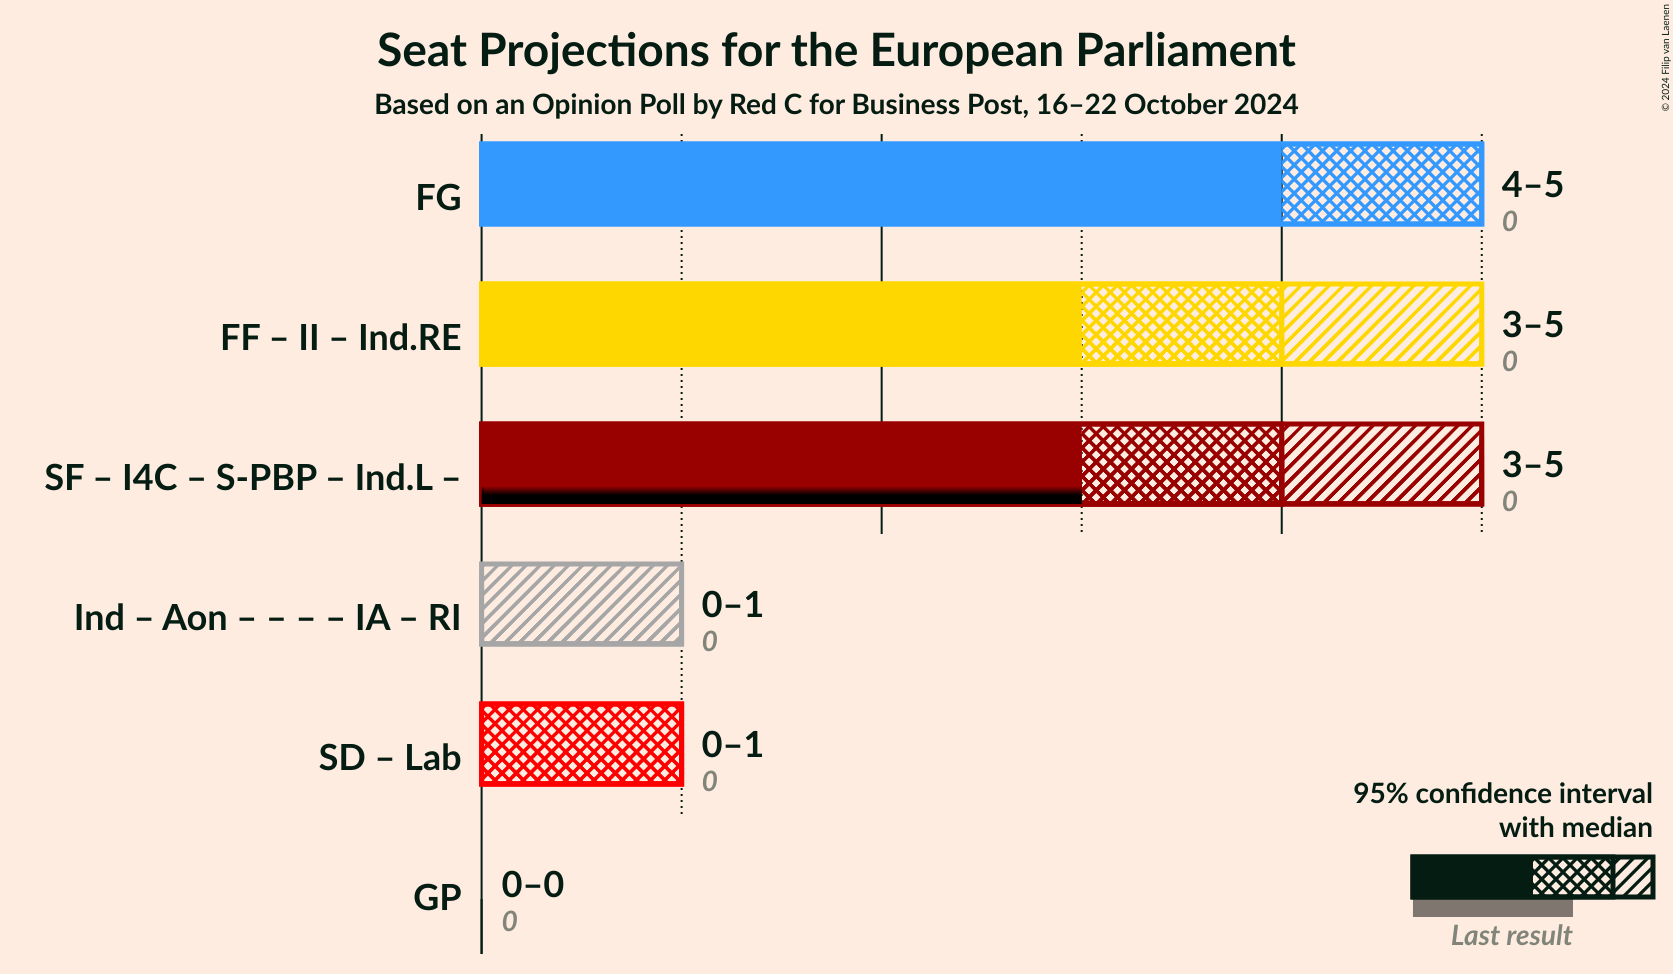 Seat Projections for the European Parliament
Based on an Opinion Poll by Red C for Business Post, 16–22 October 2024
© 2024 Filip van Laenen
FG
4–5
0
FF – II – Ind.RE
3–5
0
SF – I4C – S-PBP – Ind.L –
3–5
0
Ind – Aon – – – – IA – RI
0–1
0
SD – Lab
0–1
0
GP
0–0
0
95% confidence interval
with median
Last result